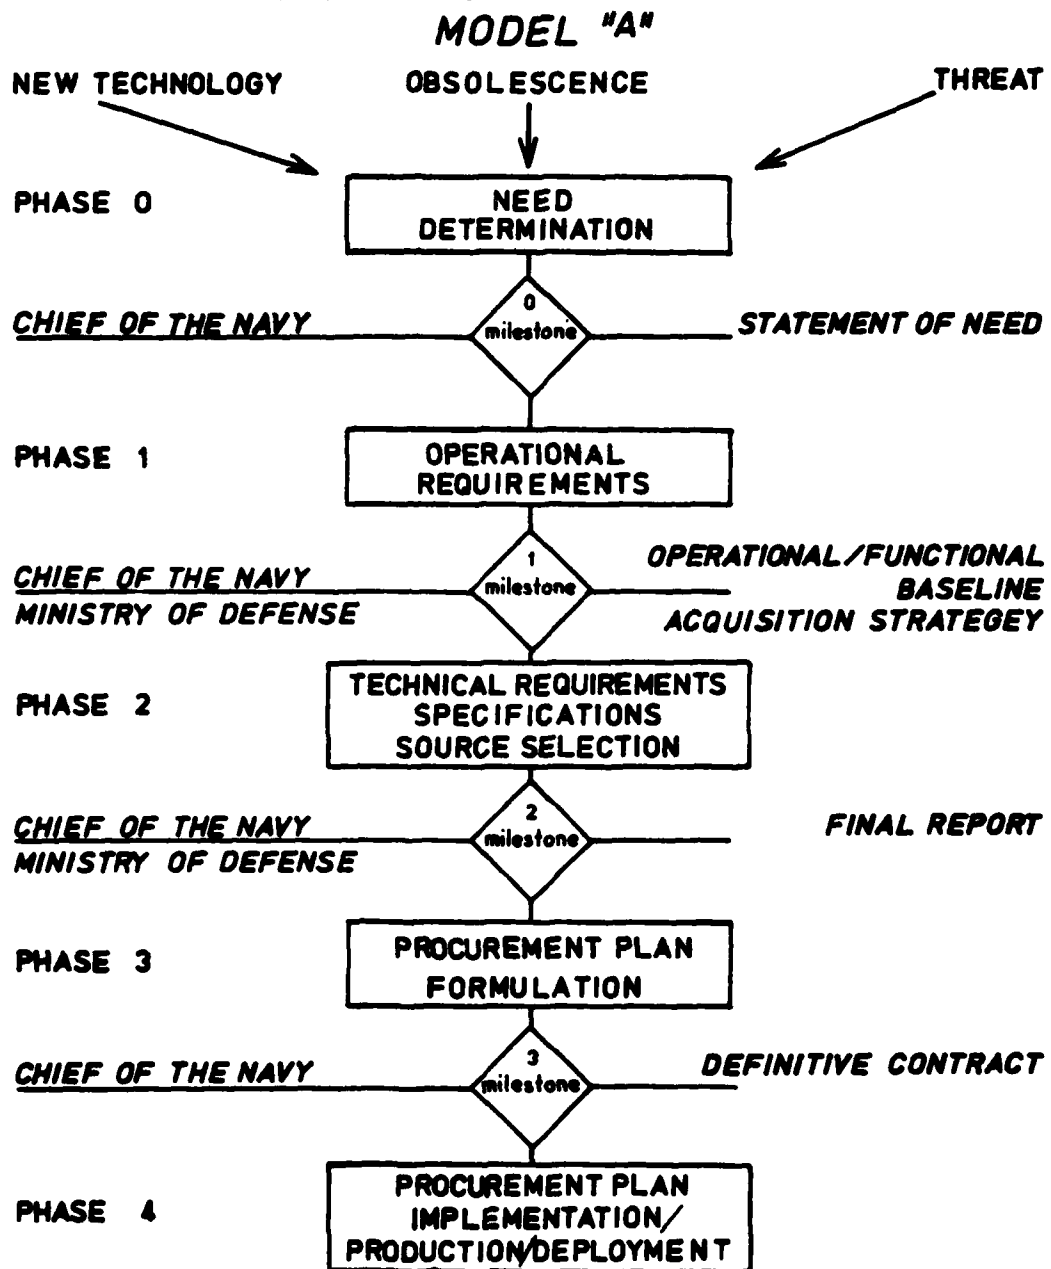 MODEL "A"
NEW TECHNOLOGY OBSOLESCENCE THREAT
PHASE 0
NEED
DETERMINATION
CHIEF OF THE NAVY
0
milestone
STATEMENT OF NEED
PHASE 1
OPERATIONAL
REQUIREMENTS
CHIEF OF THE NAVY
MINISTRY OF DEFENSE
1
milestone
OPERATIONAL/FUNCTIONAL
BASELINE
ACQUISITION STRATEGEY
PHASE 2
TECHNICAL REQUIREMENTS
SPECIFICATIONS
SOURCE SELECTION
CHIEF OF THE NAVY
MINISTRY OF DEFENSE
2
milestone
FINAL REPORT
PHASE 3
PROCUREMENT PLAN
FORMULATION
CHIEF OF THE NAVY
3
milestone
DEFINITIVE CONTRACT
PHASE 4
PROCUREMENT PLAN
IMPLEMENTATION/
PRODUCTION/DEPLOYMENT